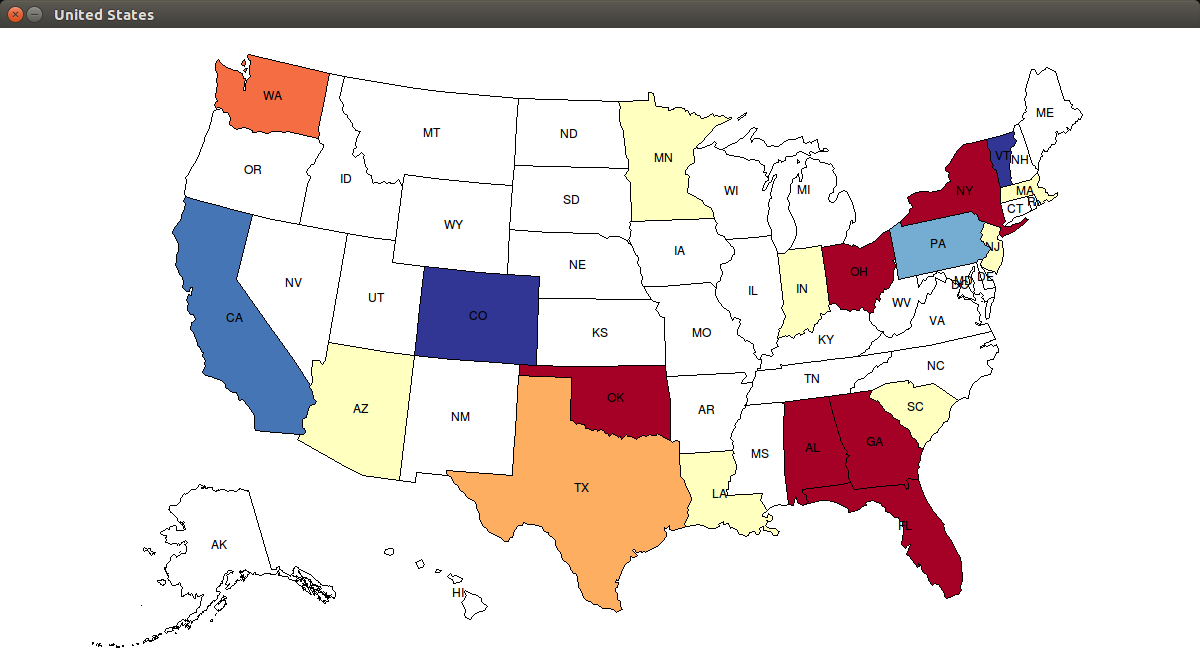 United States
WA
MT
ND
ME
OR
ID
MN
VT
NH
SD
WI
MI
NY
MA
RI
CT
WY
IA
PA
NJ
NE
OH
NV
UT
IL
IN
MD
DE
DC
WV
CA
CO
KS
MO
KY
VA
AZ
NM
OK
AR
TN
NC
SC
TX
LA
MS
AL
GA
FL
AK
HI